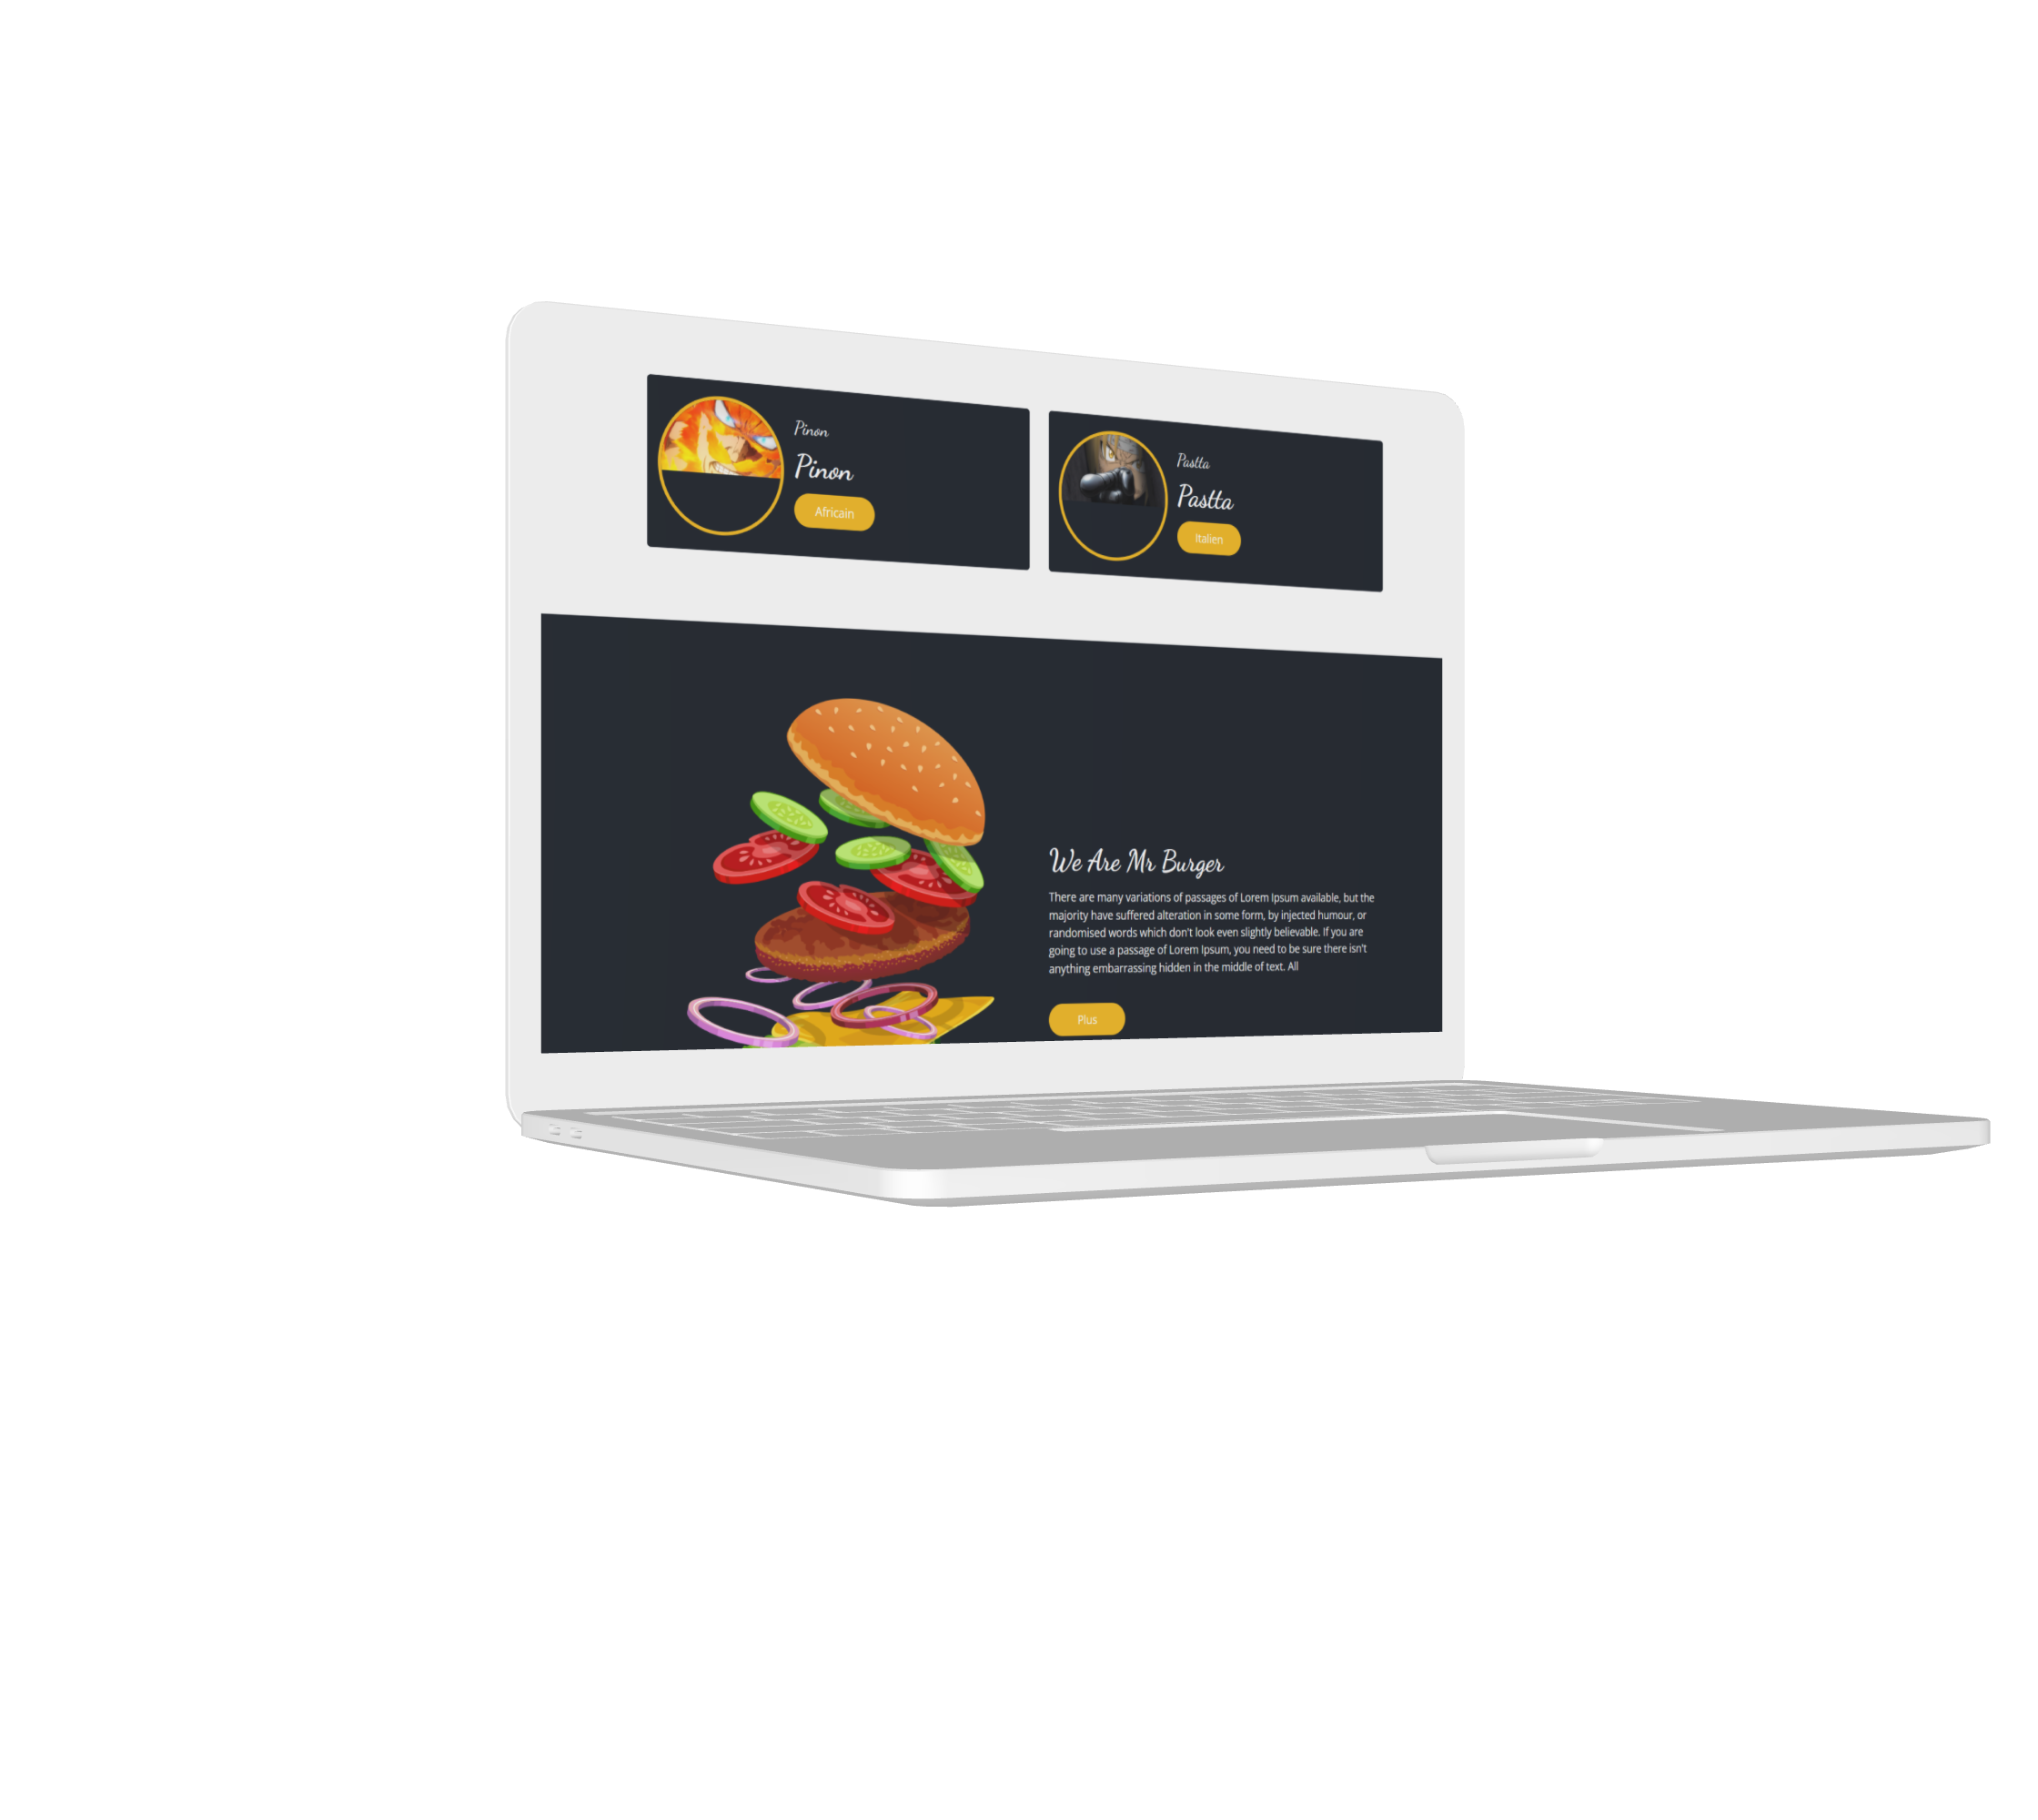 Pinon
Pinon
Africain
Pastta
Pastta
Italien
We Are Mr Burger
There are many variations of passages of Lorem Ipsum available, but the
majority have suffered alteration in some form, by injected humour, or
randomised words which don't look even slightly believable. If you are
going to use a passage of Lorem Ipsum, you need to be sure there isn't
anything embarrassing hidden in the middle of text. All
Plus